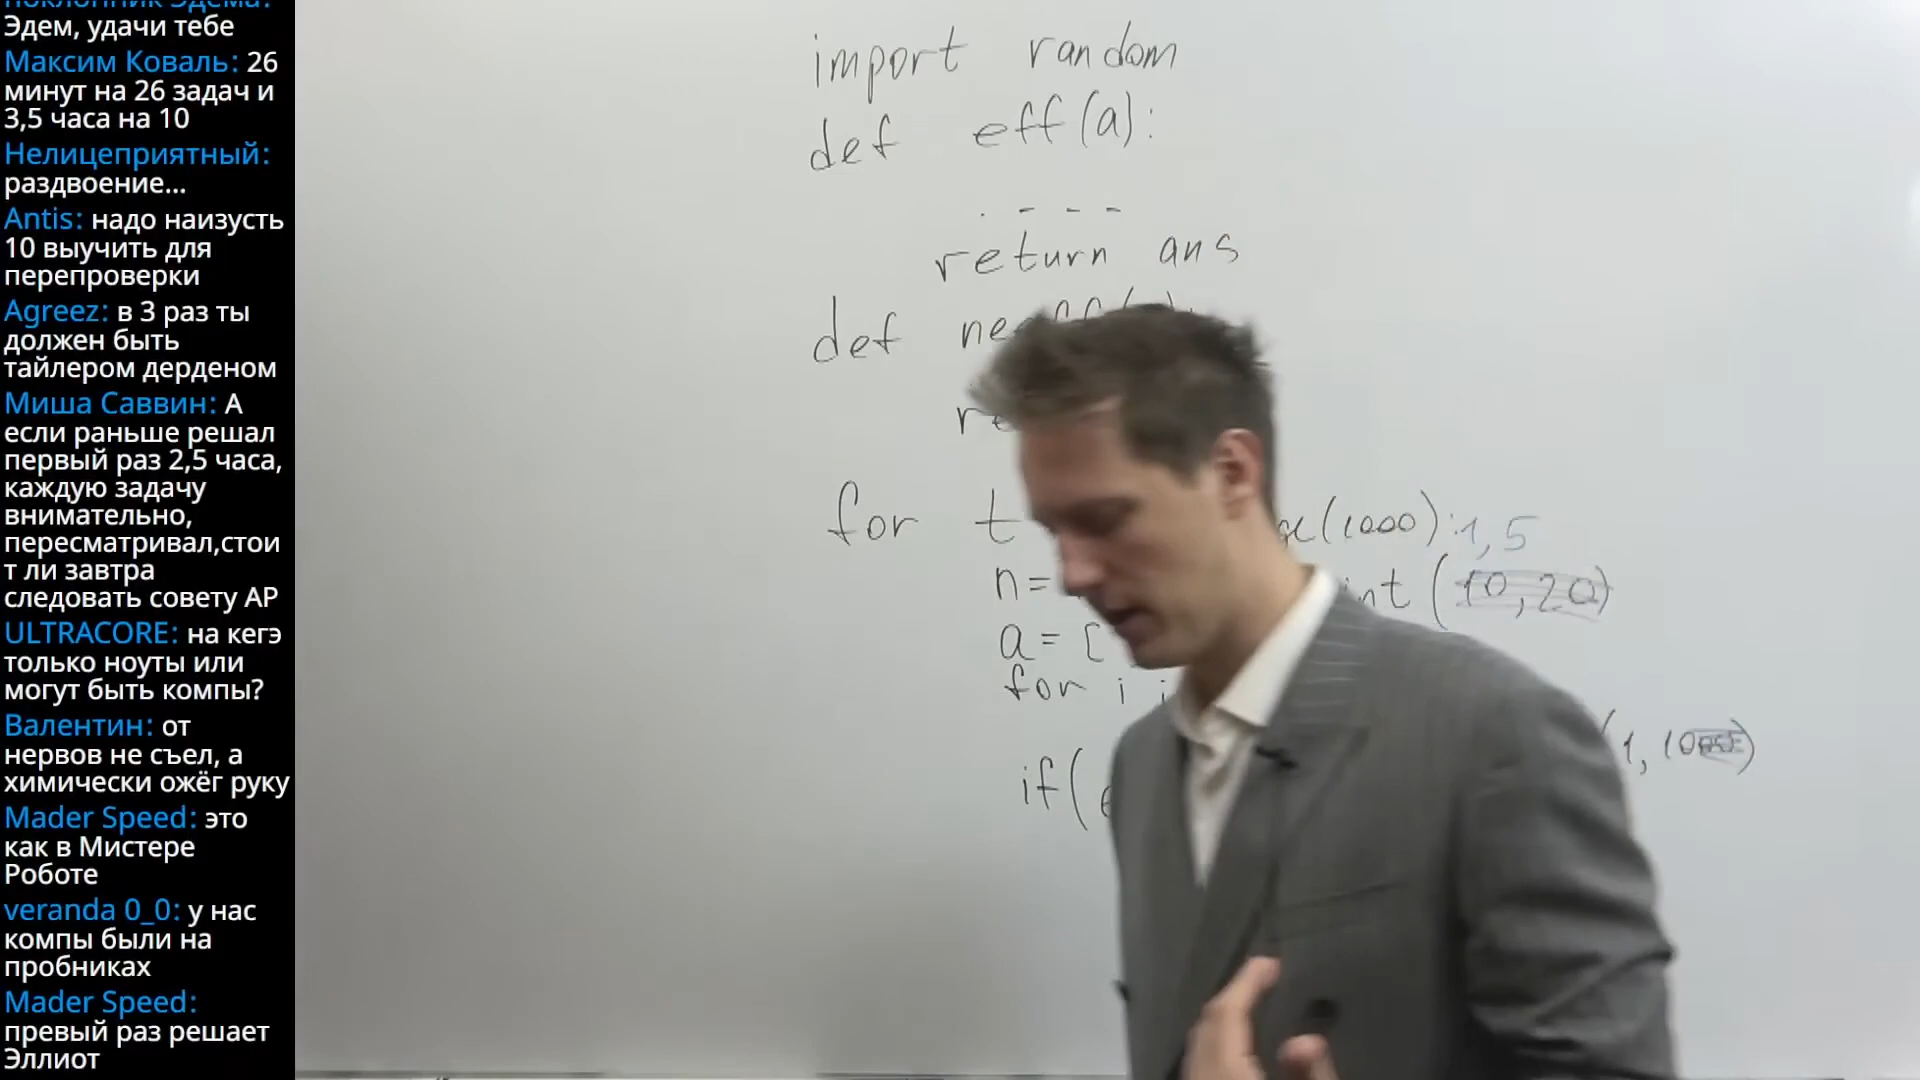 Эдем, удачи тебе
Максим Коваль: 26
минут на 26 задач и
3,5 часа на 10
Нелицеприятный:
раздвоение...
Antis: надо наизусть
10 выучить для
перепроверки
Agreez: в 3 раз ты
должен быть
тайлером дерденом
Миша Саввин: А
если раньше решал
первый раз 2,5 часа,
каждую задачу
внимательно,
пересматривал,стои
т ли завтра
следовать совету АР
ULTRACORE: на кегэ
только ноуты или
могут быть компы?
Валентин: от
нервов не съел, а
химически ожёг руку
Mader Speed: это
как в Мистере
Роботе
veranda 0_0: у нас
компы были на
пробниках
Mader Speed:
превый раз решает
Эллиот
import random
def eff(a):
. - - -
return ans
def
for t (1000): 1,5
n= (10,20)
a= [
for i
if(